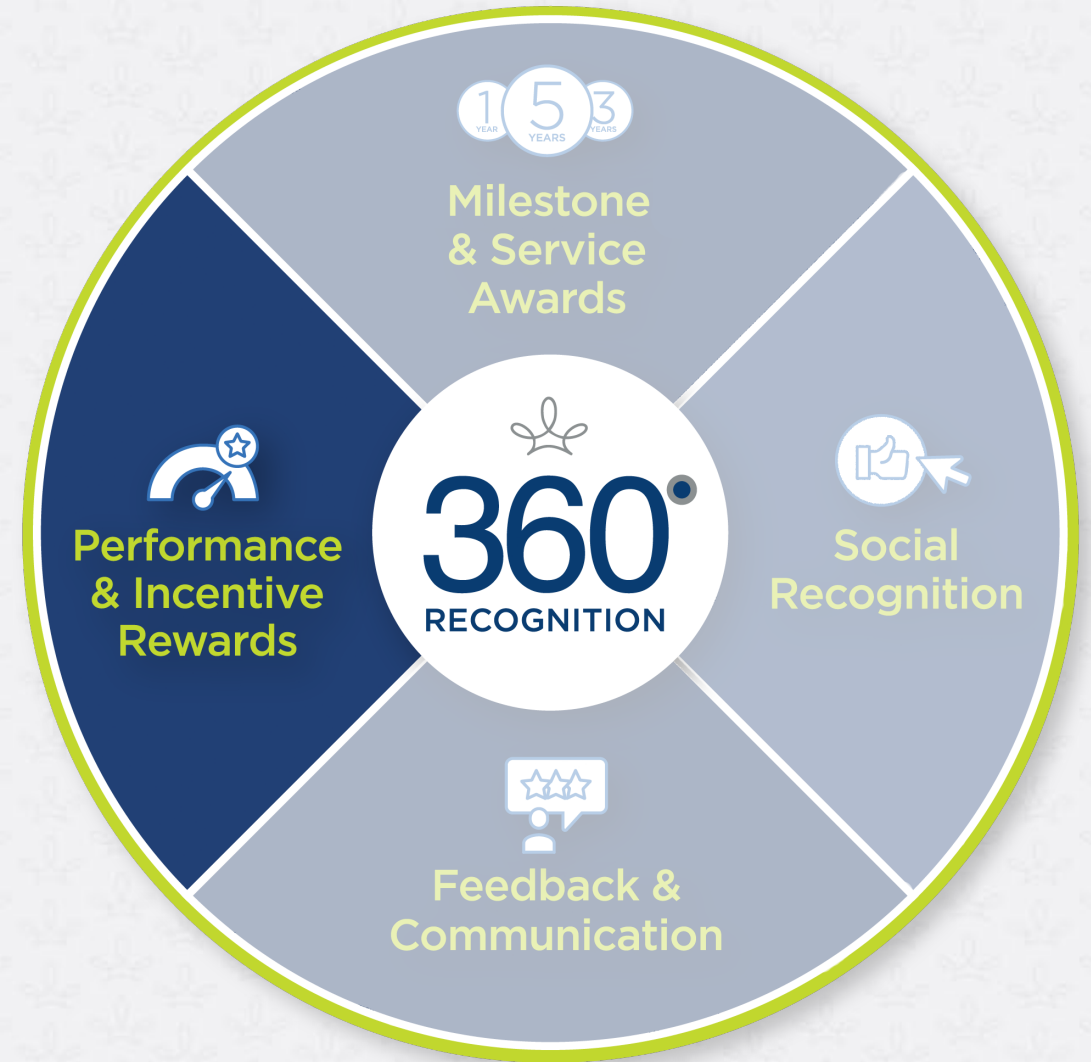 1
YEAR
5
YEARS
3
YEARS
Milestone
& Service
Awards
Performance
& Incentive
Rewards
360°
RECOGNITION
Social
Recognition
Feedback &
Communication